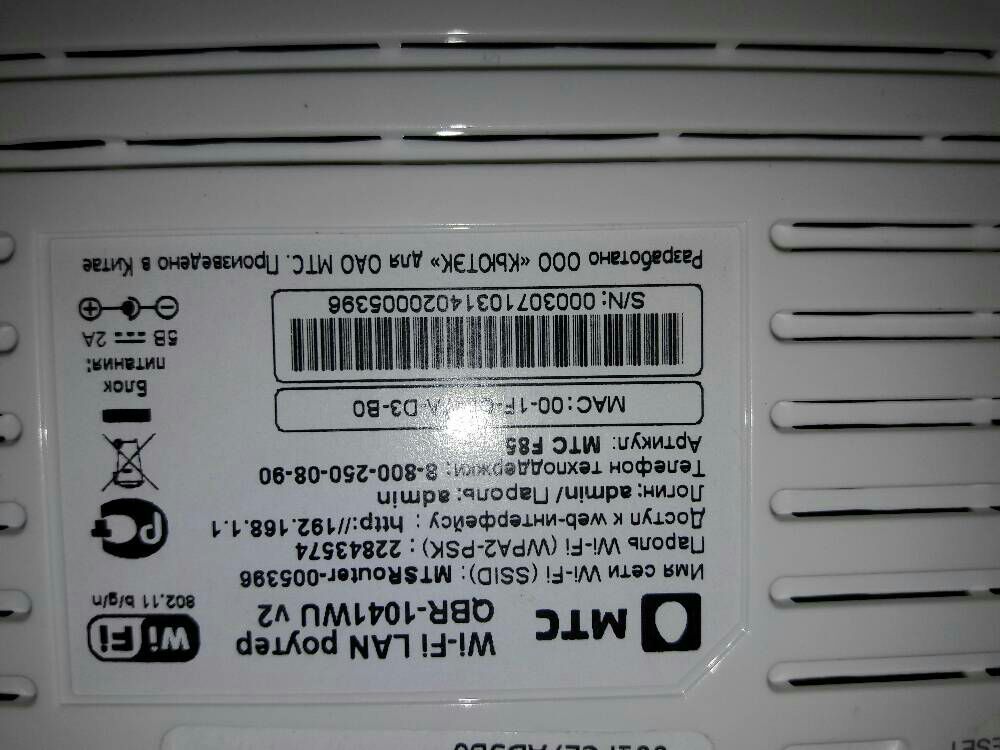 МТС
Wi-Fi LAN роутер
QBR-1041WU v2
Wi Fi
802.11 b/g/n
Имя сети Wi-Fi (SSID): MTSRouter-005396
Пароль Wi-Fi (WPA2-PSK) : 22843574
Доступ к web-интерфейсу : http://192.168.1.1
Логин: admin/ Пароль: admin
Телефон техподдержки: 8-800-250-08-90
Артикул: МТС F85
MAC:00-1F- D3-B0
Блок
питания:
5В 2А
S/N: 00030710314020005396
Разработано ООО «КЬЮТЭК» для ОАО МТС. Произведено в Китае